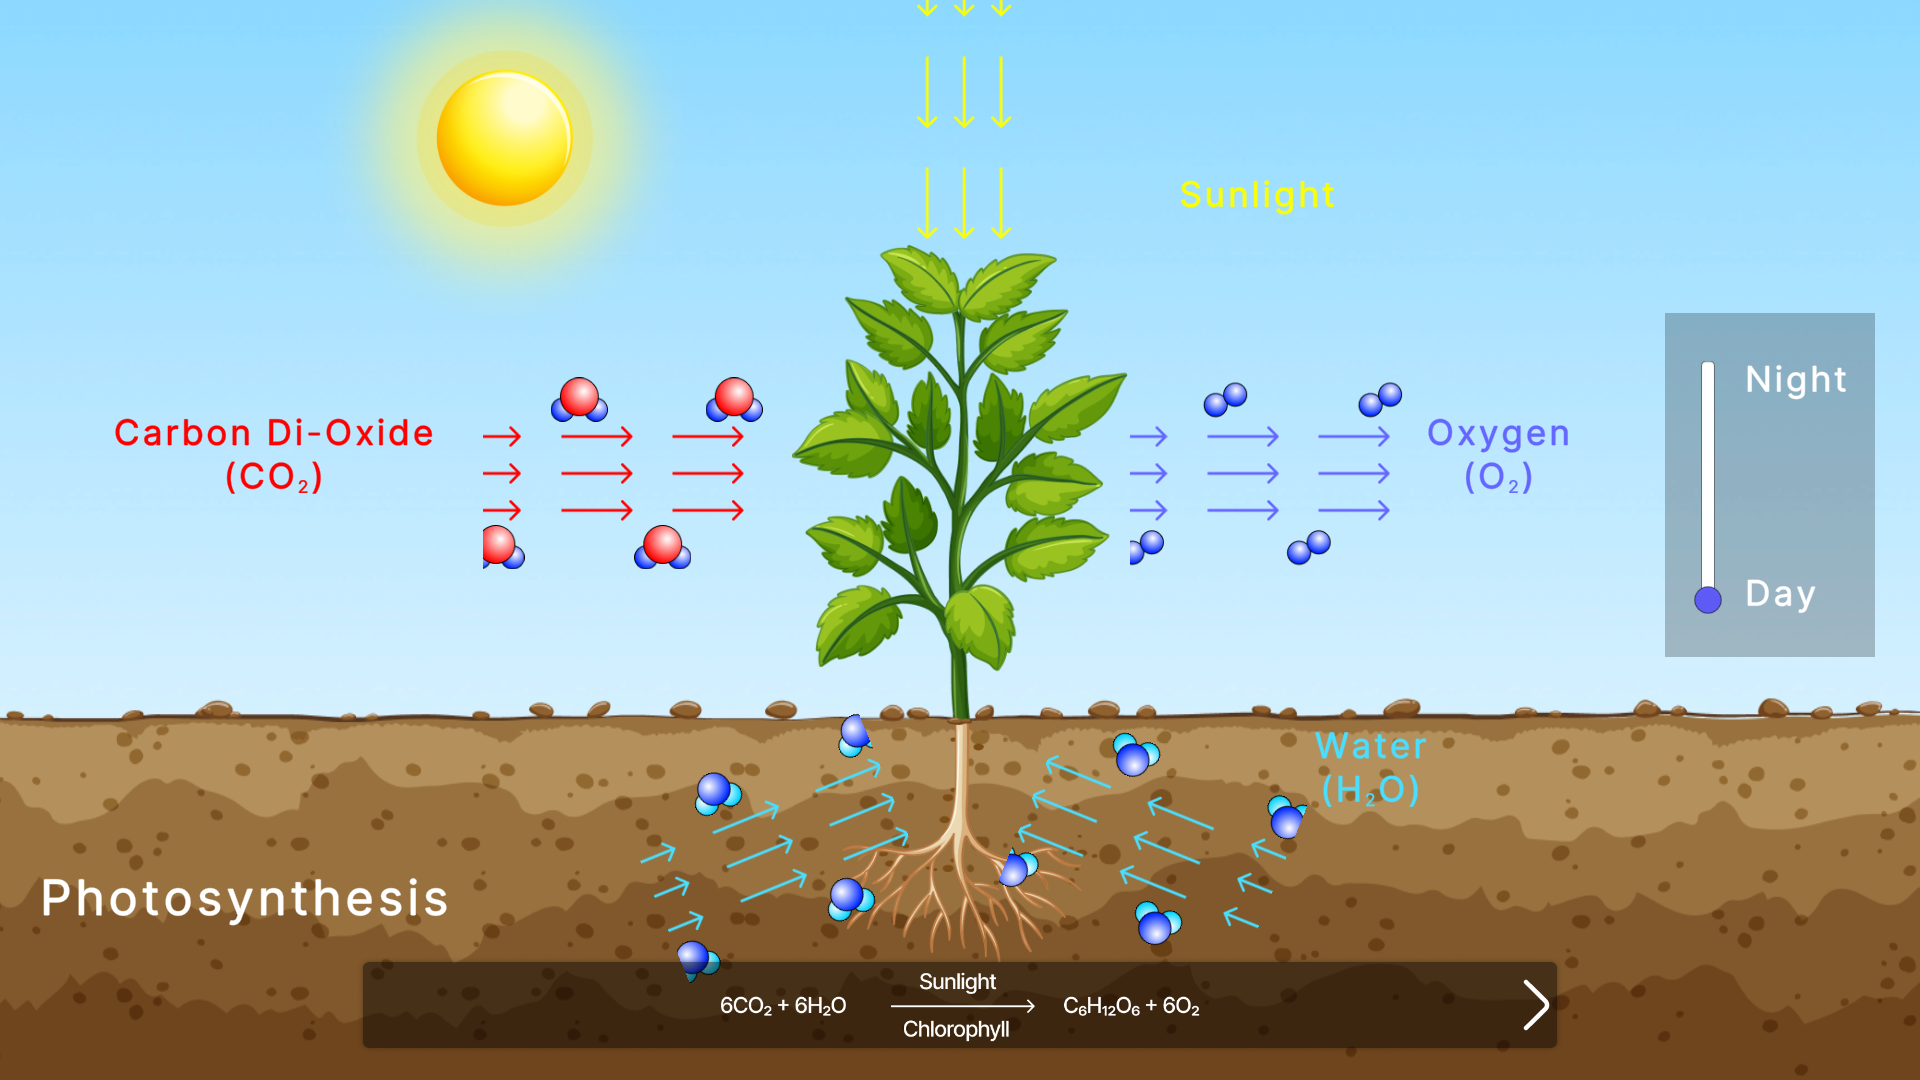 Sunlight
Night
Carbon Di-Oxide
(CO₂)
Oxygen
(O₂)
Day
Water
(H₂O)
Photosynthesis
Sunlight
6CO₂ + 6H₂O
C₆H₁₂O₆ + 6O₂
Chlorophyll